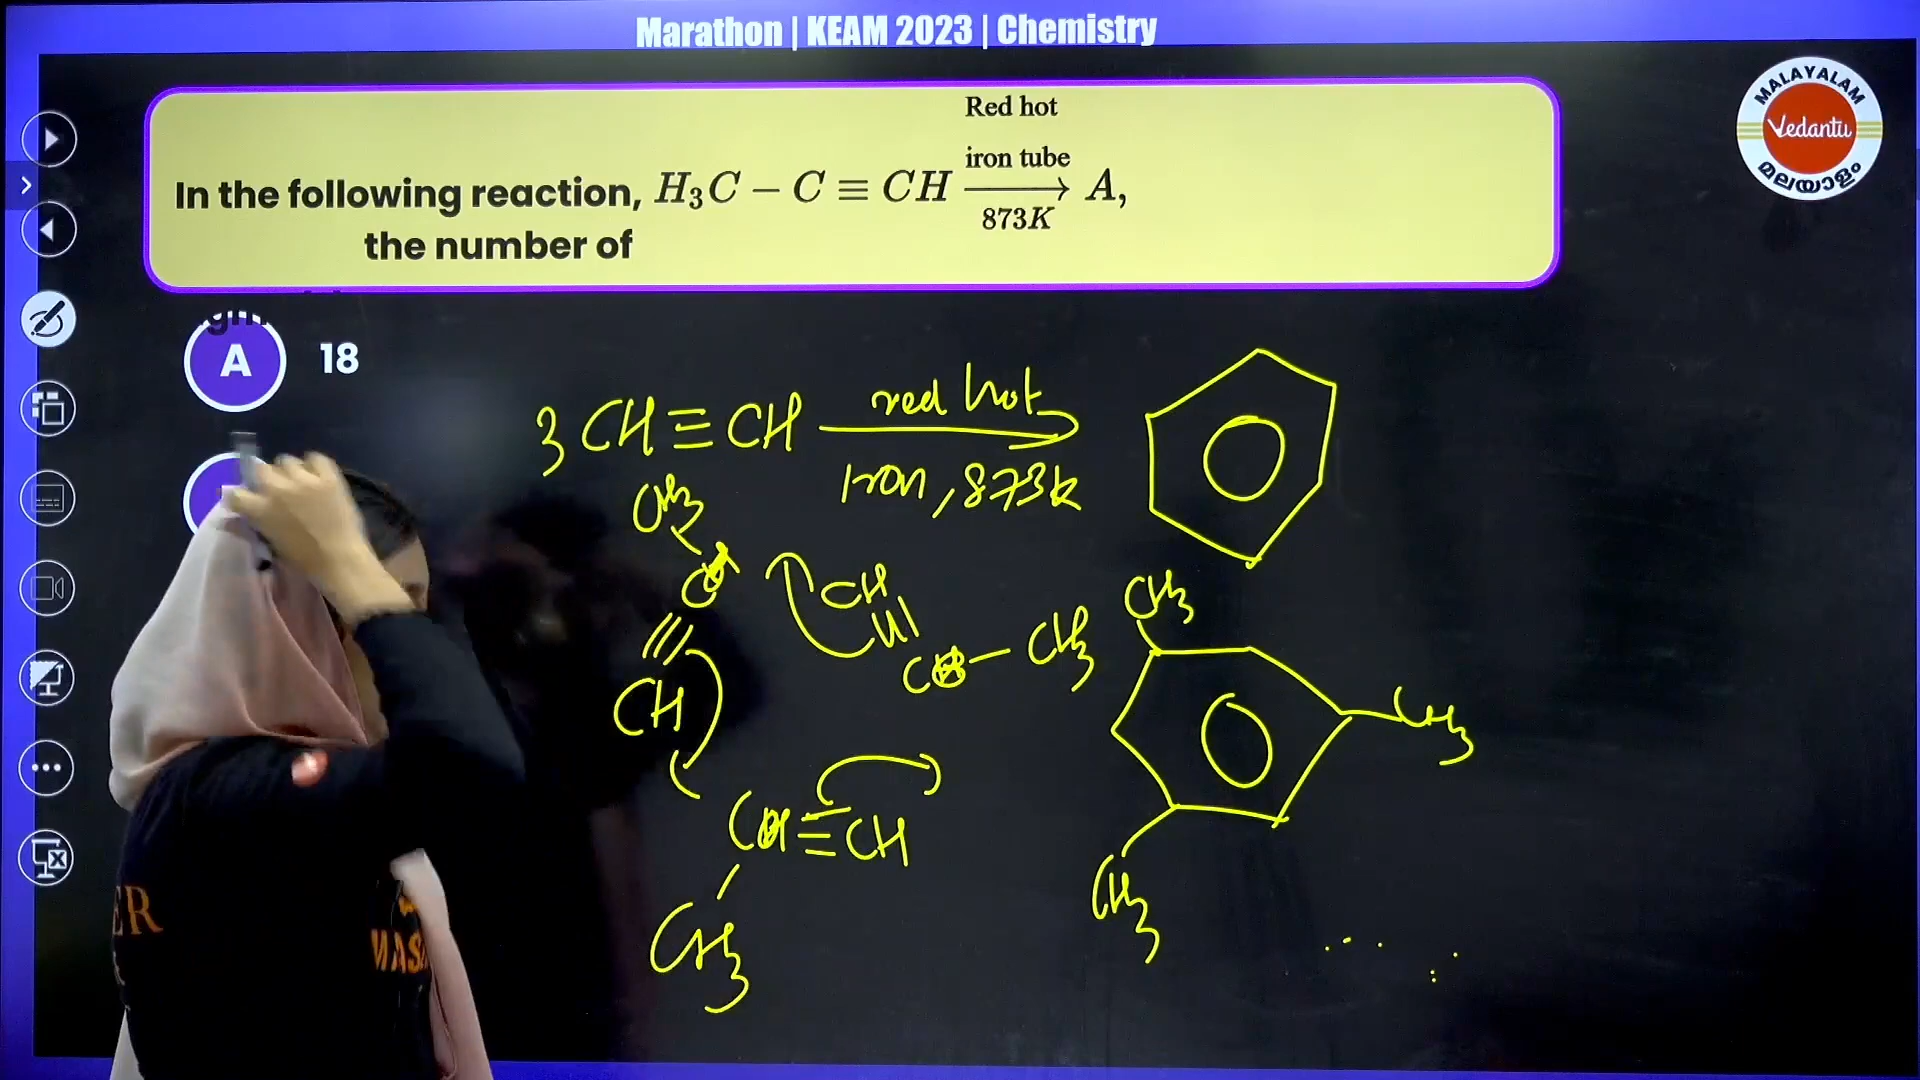 Marathon | KEAM 2023 | Chemistry
MALAYALAM
Vedantu
മലയാളം
Red hot
iron tube
In the following reaction, H₃C − C ≡ CH ⟶ A,
873K
the number of
A 18
3 CH ≡ CH
red hot
Iron, 873k
CH₃
CH
CH
C – CH₃
C ≡ CH
CH₃
CH₃
CH₃
CH₃
ER
MAS